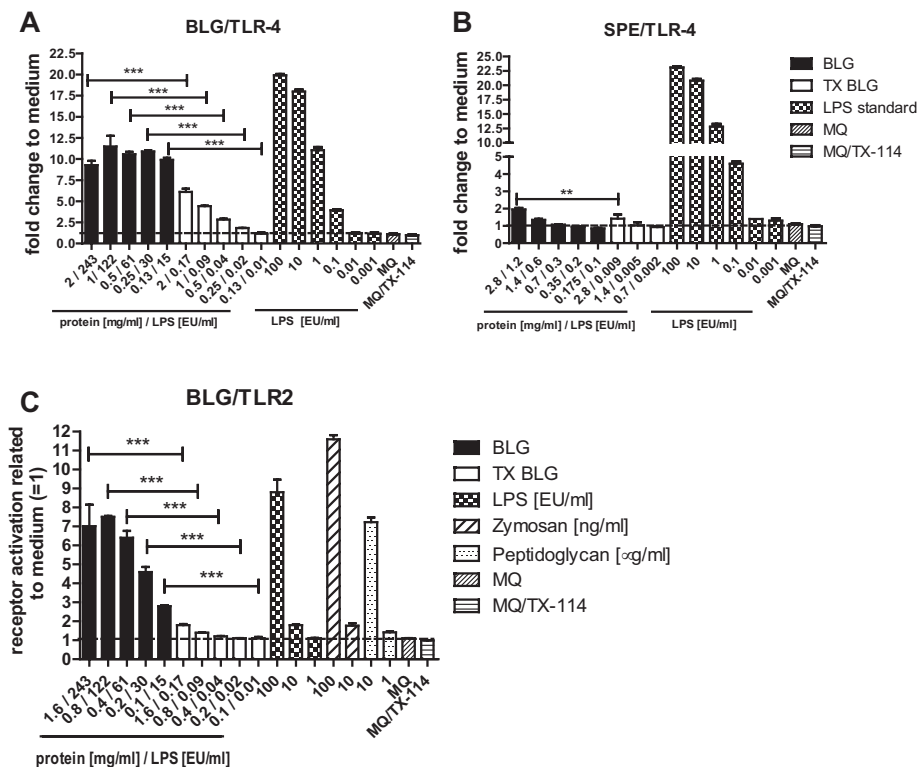 A
BLG/TLR-4
fold change to medium
22.5
20.0
17.5
15.0
12.5
10.0
7.5
5.0
2.5
0.0
***
***
***
***
***
2 / 243
1 / 122
0.5 / 61
0.25 / 30
0.13 / 15
2 / 0.17
1 / 0.09
0.5 / 0.04
0.25 / 0.02
0.13 / 0.01
100
10
1
0.1
0.01
0.001
MQ
MQ/TX-114
protein [mg/ml] / LPS [EU/ml]
LPS [EU/ml]
B
SPE/TLR-4
fold change to medium
25.0
22.5
20.0
17.5
15.0
12.5
10.0
7.5
5
4
3
2
1
0
**
2.8 / 1.2
1.4 / 0.6
0.7 / 0.3
0.35 / 0.2
0.175 / 0.1
2.8 / 0.009
1.4 / 0.005
0.7 / 0.002
100
10
1
0.1
0.01
0.001
MQ
MQ/TX-114
protein [mg/ml] / LPS [EU/ml]
LPS [EU/ml]
BLG
TX BLG
LPS standard
MQ
MQ/TX-114
C
BLG/TLR2
receptor activation related
to medium (=1)
12
11
10
9
8
7
6
5
4
3
2
1
0
***
***
***
***
***
1.6 / 243
0.8 / 122
0.4 / 61
0.2 / 30
0.1 / 15
1.6 / 0.17
0.8 / 0.09
0.4 / 0.04
0.2 / 0.02
0.1 / 0.01
100
10
1
100
10
10
1
MQ
MQ/TX-114
protein [mg/ml] / LPS [EU/ml]
BLG
TX BLG
LPS [EU/ml]
Zymosan [ng/ml]
Peptidoglycan [∝g/ml]
MQ
MQ/TX-114